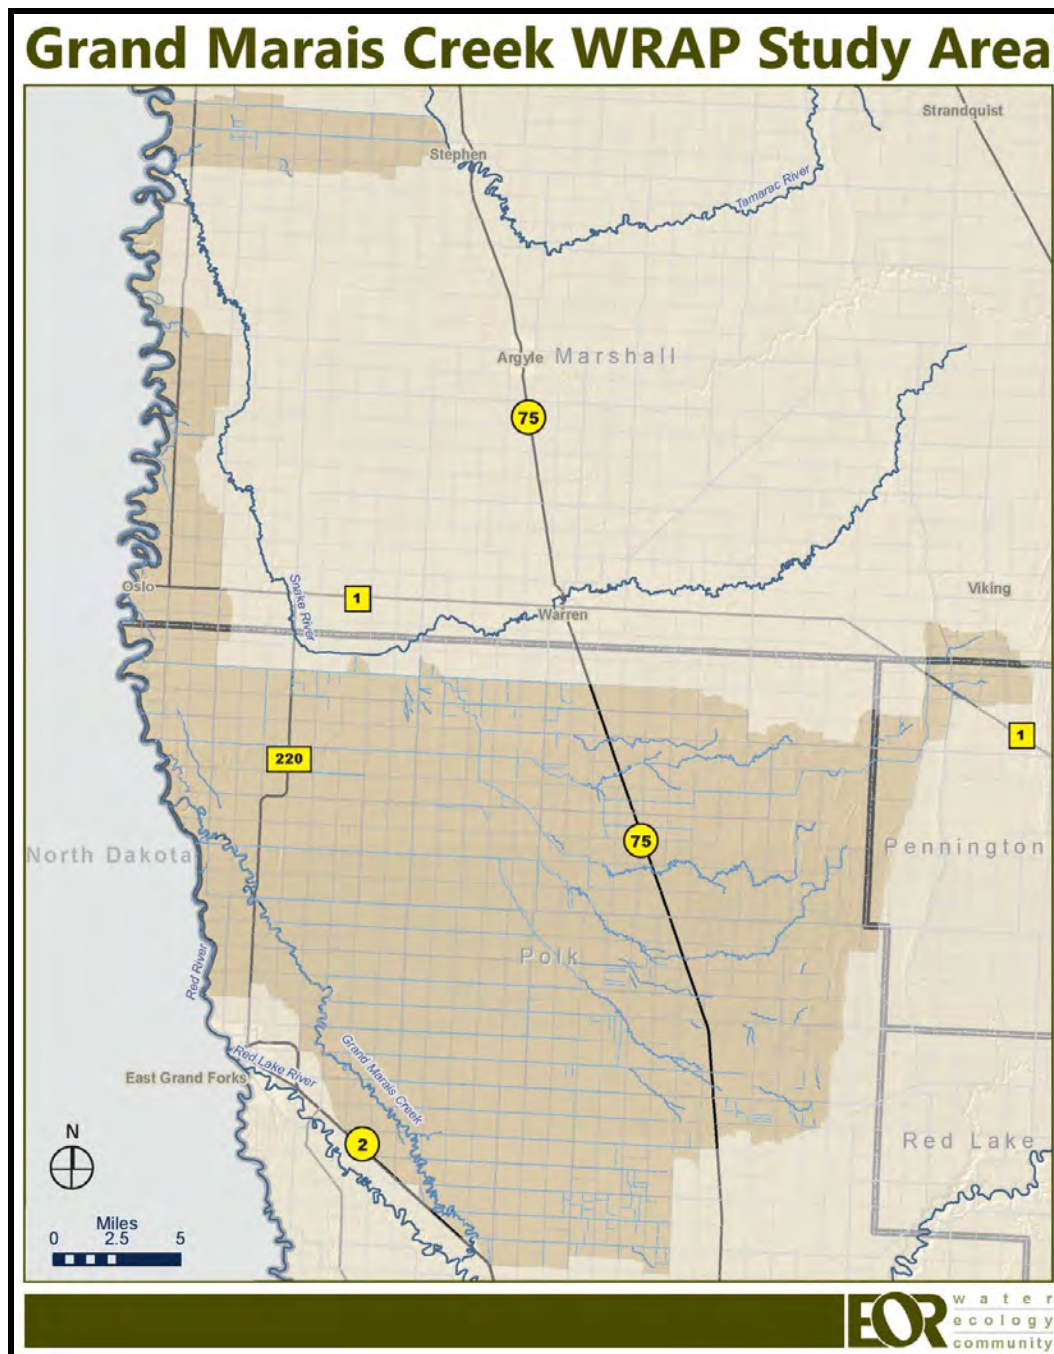 Grand Marais Creek WRAP Study Area
Strandquist
Stephen
Tamarac River
Argyle
Marshall
75
Oslo
Snake River
1
Warren
Viking
220
1
North Dakota
75
Pennington
Polk
Red River
Red Lake River
Grand Marais Creek
East Grand Forks
2
Red Lake
N
Miles
0 2.5 5
EOR
water
ecology
community